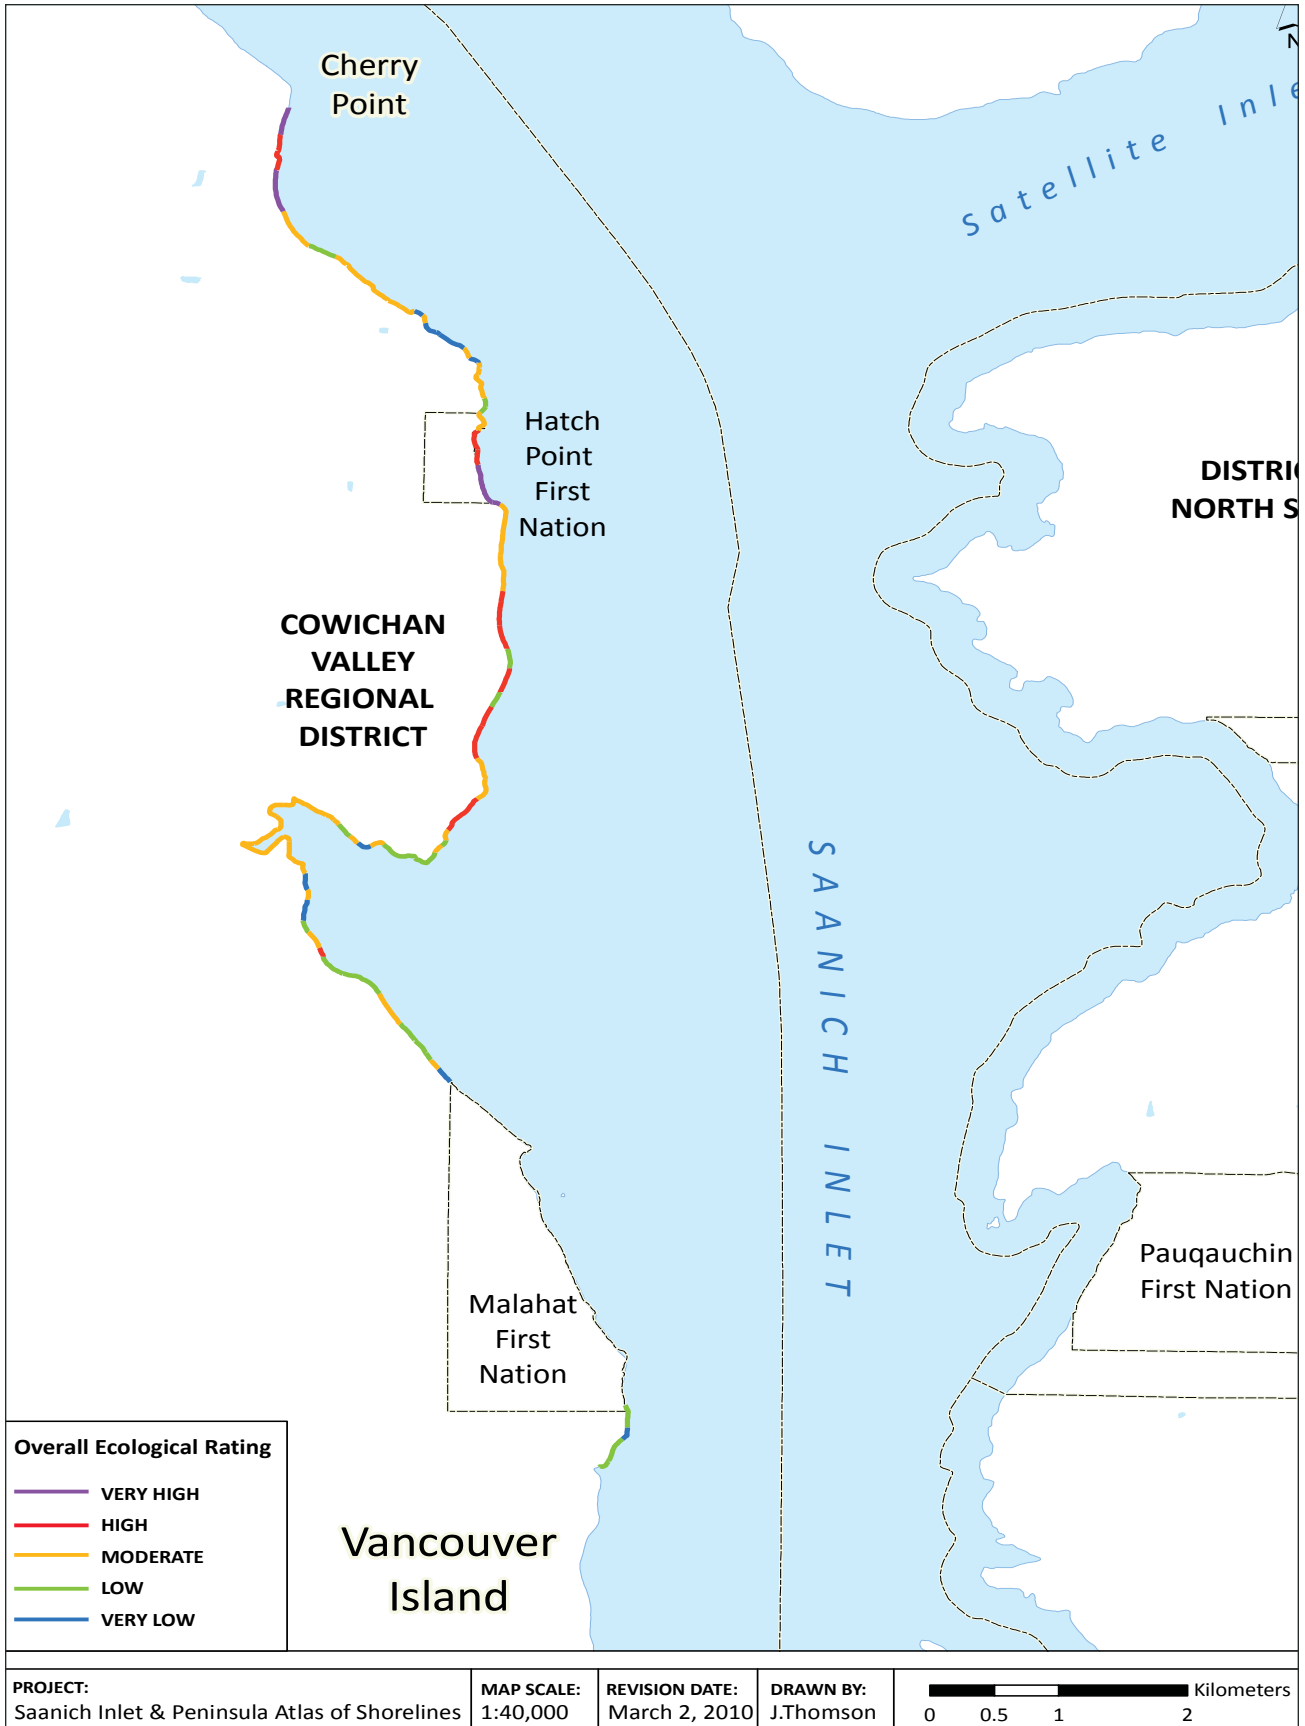 Cherry
Point
N
Satellite Inle
Hatch
Point
First
Nation
DISTRIC
NORTH S
COWICHAN
VALLEY
REGIONAL
DISTRICT
SAANICH INLET
Pauqauchin
First Nation
Malahat
First
Nation
Vancouver
Island
Overall Ecological Rating
VERY HIGH
HIGH
MODERATE
LOW
VERY LOW
PROJECT:
Saanich Inlet & Peninsula Atlas of Shorelines
MAP SCALE:
1:40,000
REVISION DATE:
March 2, 2010
DRAWN BY:
J.Thomson
Kilometers
0 0.5 1 2